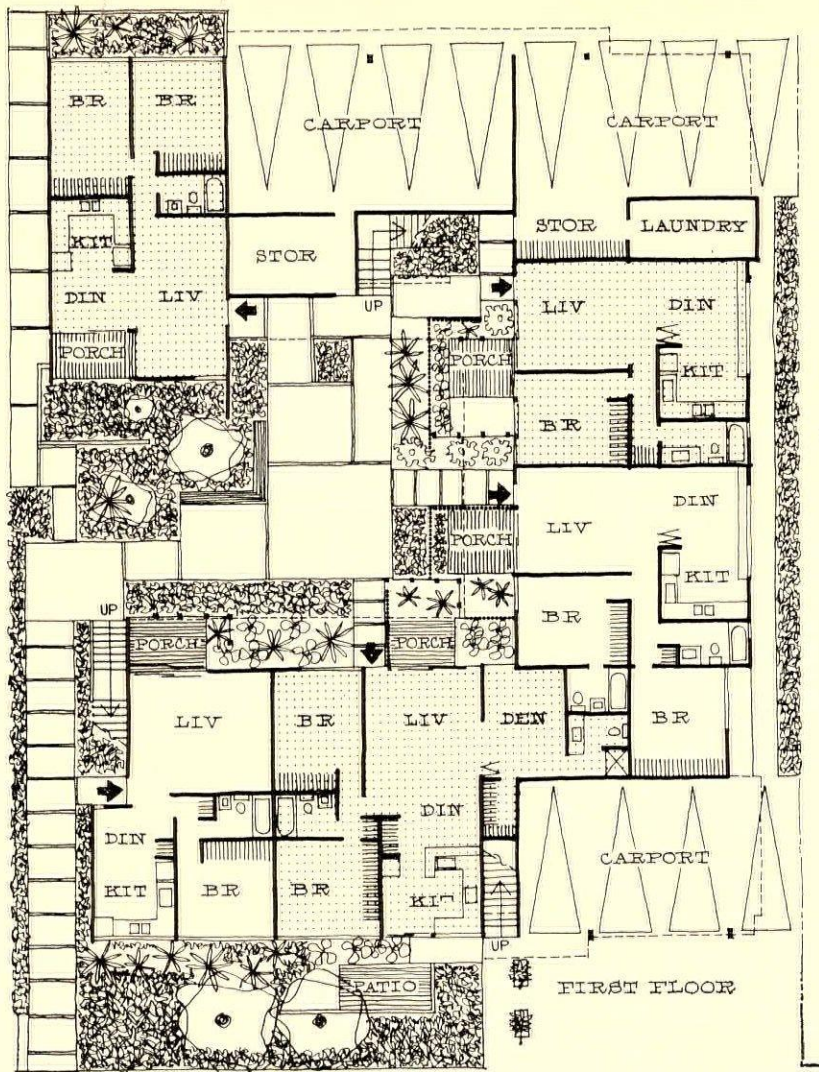 BR BR
CARPORT CARPORT
KIT STOR STOR LAUNDRY
DIN LIV UP LIV DIN
PORCH PORCH KIT
BR
LIV DIN
PORCH
KIT
UP BR
PORCH PORCH
LIV BR LIV DEN BR
DIN DIN
KIT BR BR KIT CARPORT
UP
PATIO FIRST FLOOR